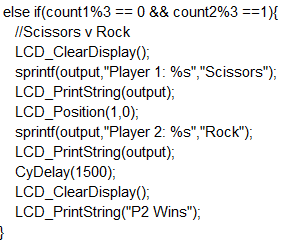 else if(count1%3 == 0 && count2%3 ==1){
//Scissors v Rock
LCD_ClearDisplay();
sprintf(output,"Player 1: %s","Scissors");
LCD_PrintString(output);
LCD_Position(1,0);
sprintf(output,"Player 2: %s","Rock");
LCD_PrintString(output);
CyDelay(1500);
LCD_ClearDisplay();
LCD_PrintString("P2 Wins");
}